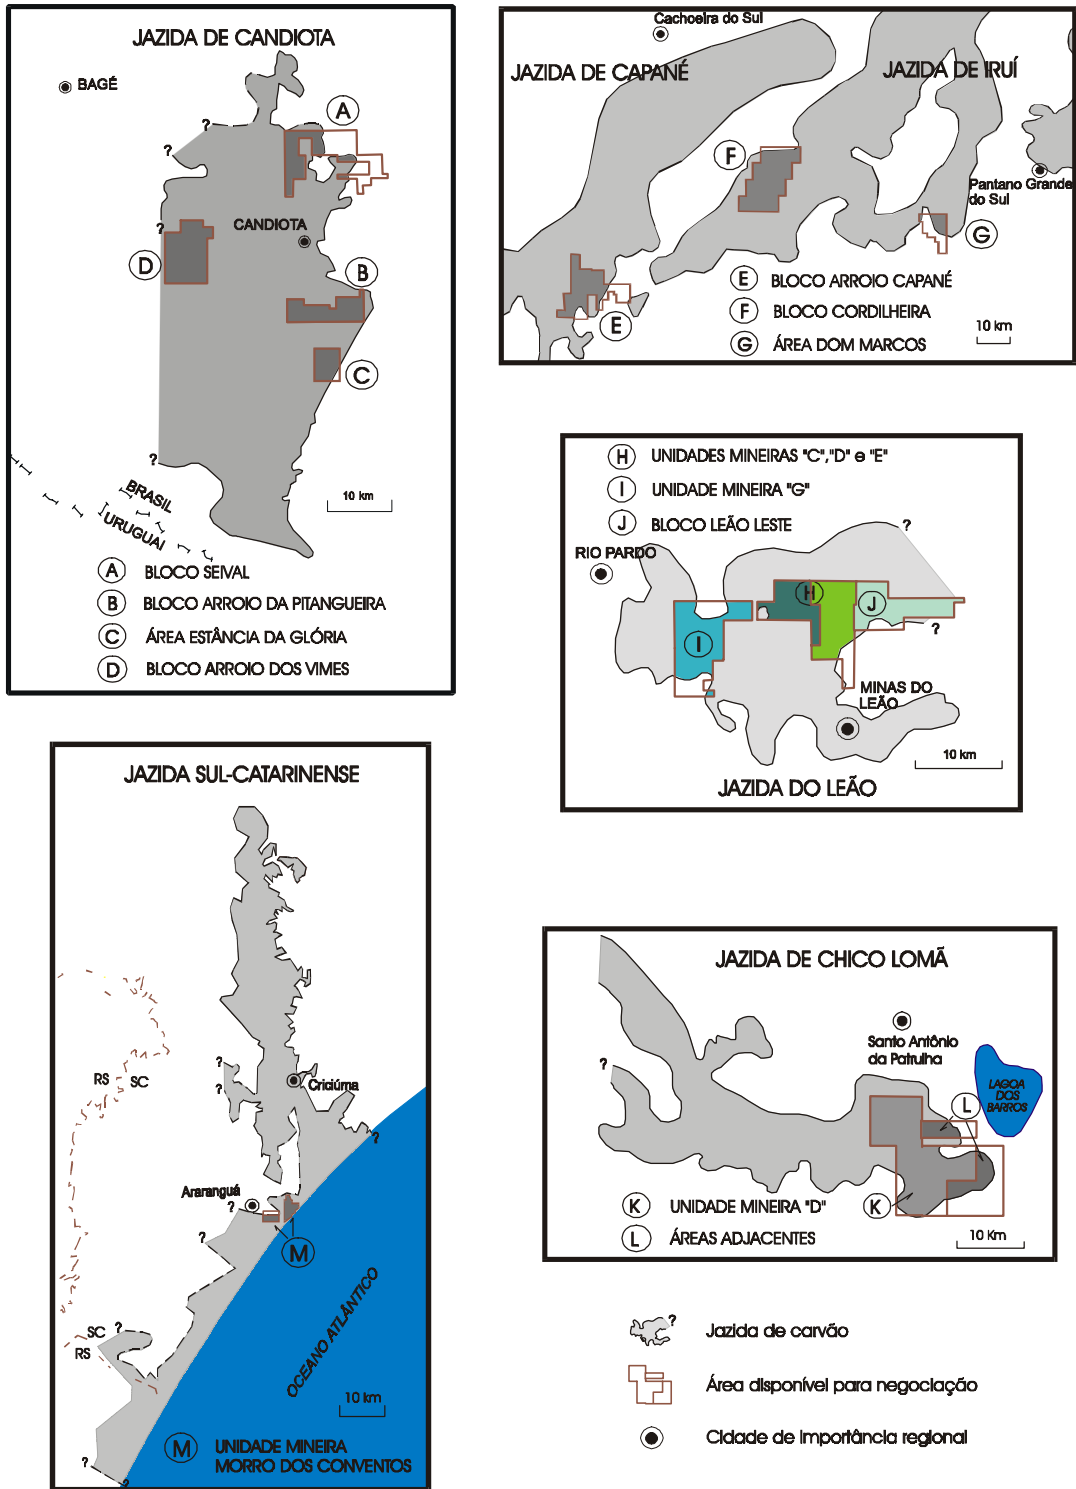 JAZIDA DE CANDIOTA
BAGÉ
?
?
A
CANDIOTA
?
D
B
C
?
BRASIL
URUGUAI
10 km
A BLOCO SEIVAL
B BLOCO ARROIO DA PITANGUEIRA
C ÁREA ESTÂNCIA DA GLÓRIA
D BLOCO ARROIO DOS VIMES
Cachoeira do Sul
JAZIDA DE CAPANÉ
JAZIDA DE IRUÍ
F
Pantano Grande
do Sul
G
E
E BLOCO ARROIO CAPANÉ
F BLOCO CORDILHEIRA
G ÁREA DOM MARCOS
10 km
H UNIDADES MINEIRAS "C","D" e "E"
I UNIDADE MINEIRA "G"
J BLOCO LEÃO LESTE
?
RIO PARDO
H
J
?
I
MINAS DO
LEÃO
10 km
JAZIDA DO LEÃO
JAZIDA SUL-CATARINENSE
?
RS SC
?
Criciúma
?
Araranguá
?
?
M
OCEANO ATLÂNTICO
SC ?
RS
10 km
?
?
M UNIDADE MINEIRA
MORRO DOS CONVENTOS
JAZIDA DE CHICO LOMÃ
Santo Antônio
da Patrulha
?
LAGOA
DOS
BARROS
L
K
K UNIDADE MINEIRA "D"
L ÁREAS ADJACENTES
10 Km
?
Jazida de carvão
Área disponível para negociação
Cidade de importância regional